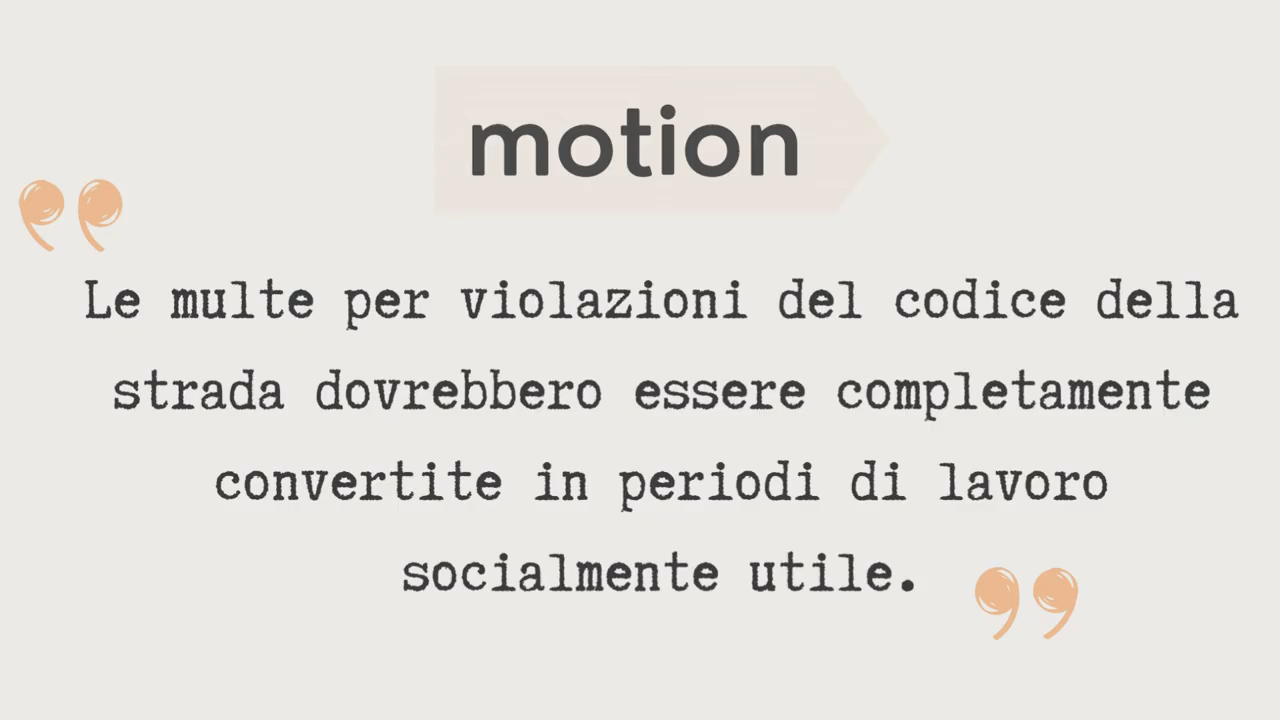 motion
Le multe per violazioni del codice della
strada dovrebbero essere completamente
convertite in periodi di lavoro
socialmente utile.